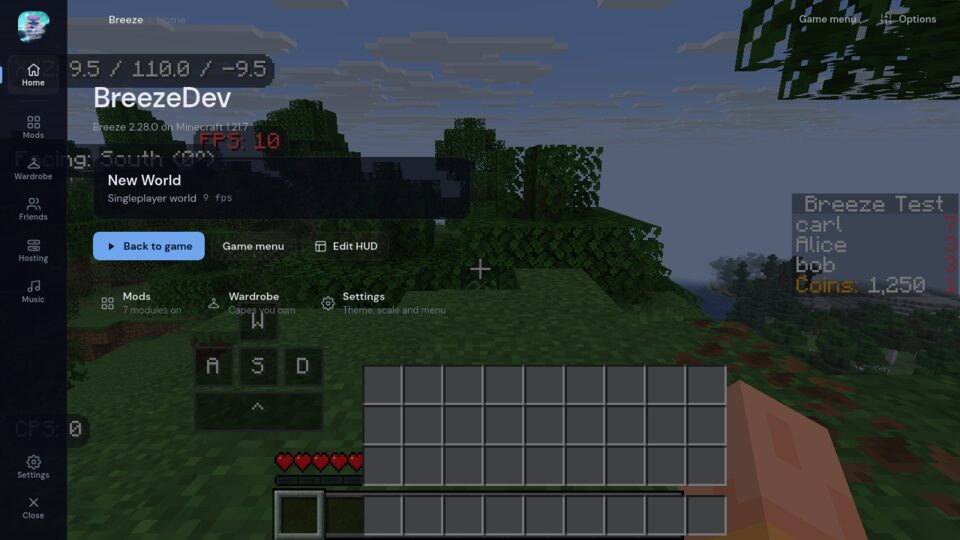 Breeze / Home
Game menu
Options
9.5 / 110.0 / -9.5
Home
BreezeDev
Breeze 2.28.0 on Minecraft 1.21.7
FPS: 10
Mods
Facing: South (0°)
Wardrobe
New World
Singleplayer world 9 fps
Friends
Breeze Test
carl
Alice
bob
Coins: 1,250
Hosting
Back to game
Game menu
Edit HUD
Music
Mods
7 modules on
Wardrobe
Capes you own
Settings
Theme, scale and menu
W
A S D
^
CPS: 0
Settings
Close